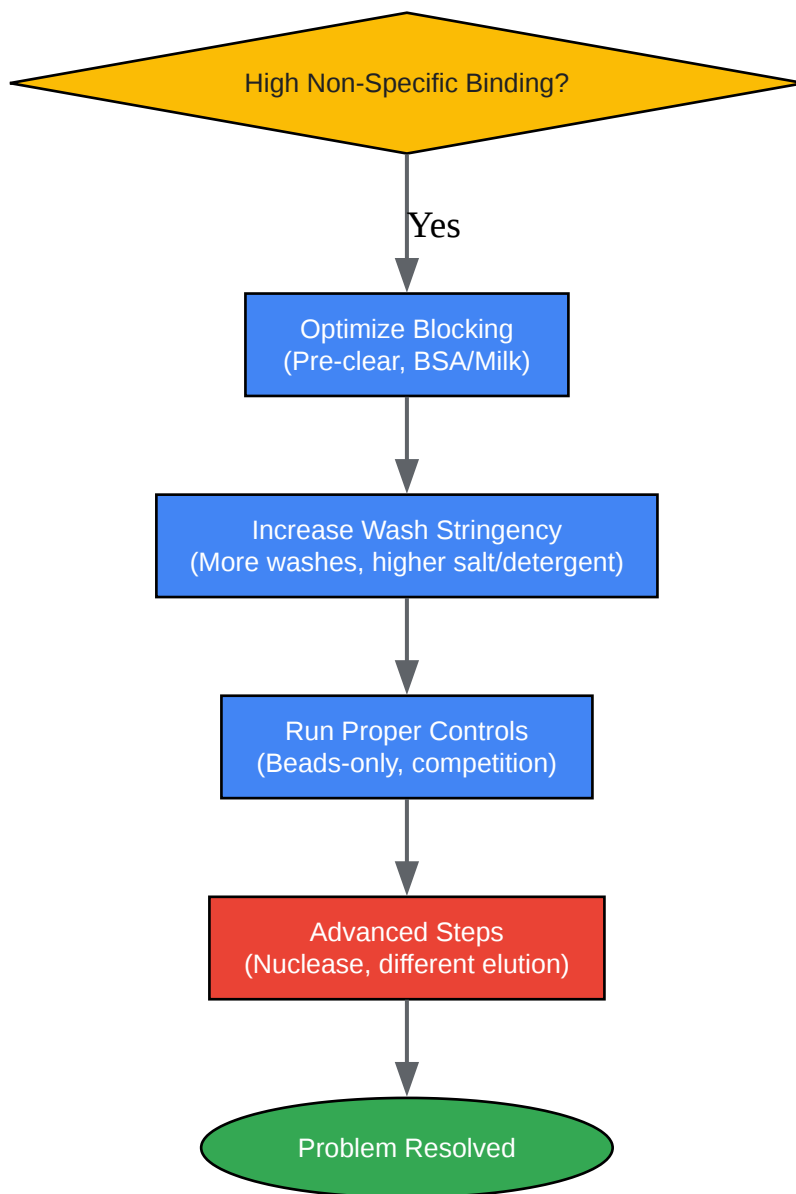 High Non-Specific Binding?
Yes
Optimize Blocking
(Pre-clear, BSA/Milk)
Increase Wash Stringency
(More washes, higher salt/detergent)
Run Proper Controls
(Beads-only, competition)
Advanced Steps
(Nuclease, different elution)
Problem Resolved